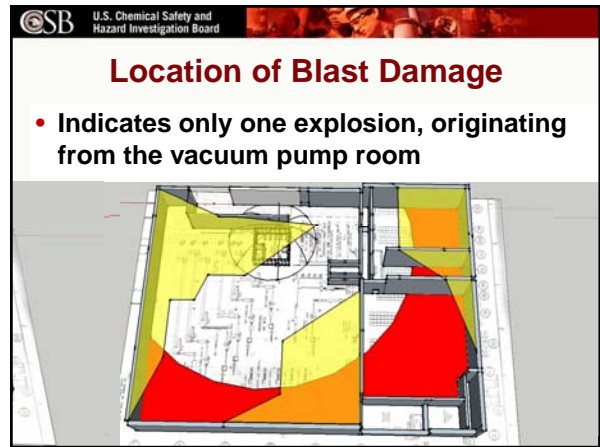 CSB
U.S. Chemical Safety and
Hazard Investigation Board
Location of Blast Damage
• Indicates only one explosion, originating
from the vacuum pump room